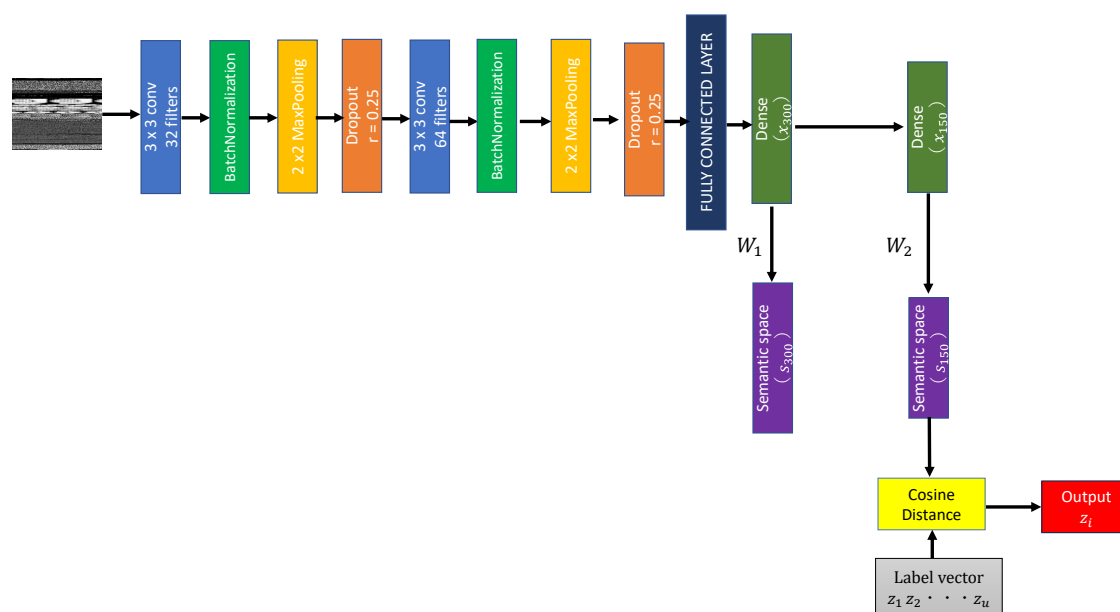 3 x 3 conv
32 filters
BatchNormalization
2 x2 MaxPooling
Dropout
r = 0.25
3 x 3 conv
64 filters
BatchNormalization
2 x2 MaxPooling
Dropout
r = 0.25
FULLY CONNECTED LAYER
Dense
(x₃₀₀)
Dense
( x₁₅₀)
W₁
W₂
Semantic space
( s₃₀₀)
Semantic space
( s₁₅₀)
Cosine
Distance
Output
zᵢ
Label vector
z₁ z₂ · · · zᵤ